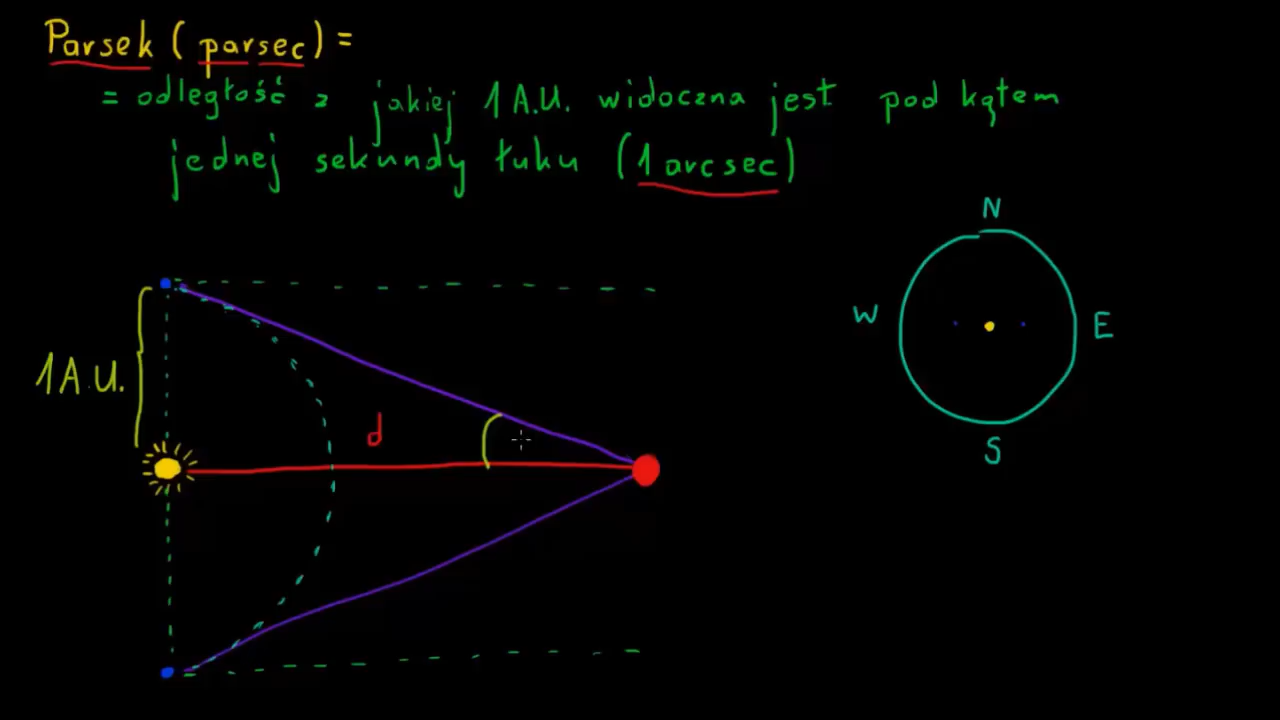 Parsek (parsec) =
= odległość z jakiej 1 A.U. widoczna jest pod kątem
jednej sekundy łuku (1 arcsec)
N
W
E
S
1 A.U.
d